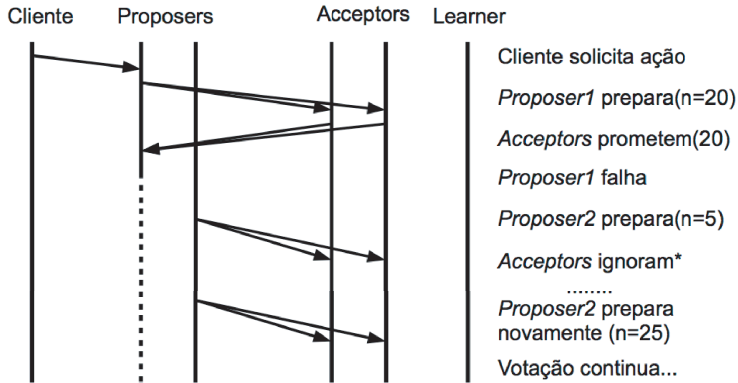 Cliente Proposers Acceptors Learner
Cliente solicita ação
Proposer1 prepara(n=20)
Acceptors prometem(20)
Proposer1 falha
Proposer2 prepara(n=5)
Acceptors ignoram*
........
Proposer2 prepara
novamente (n=25)
Votação continua...